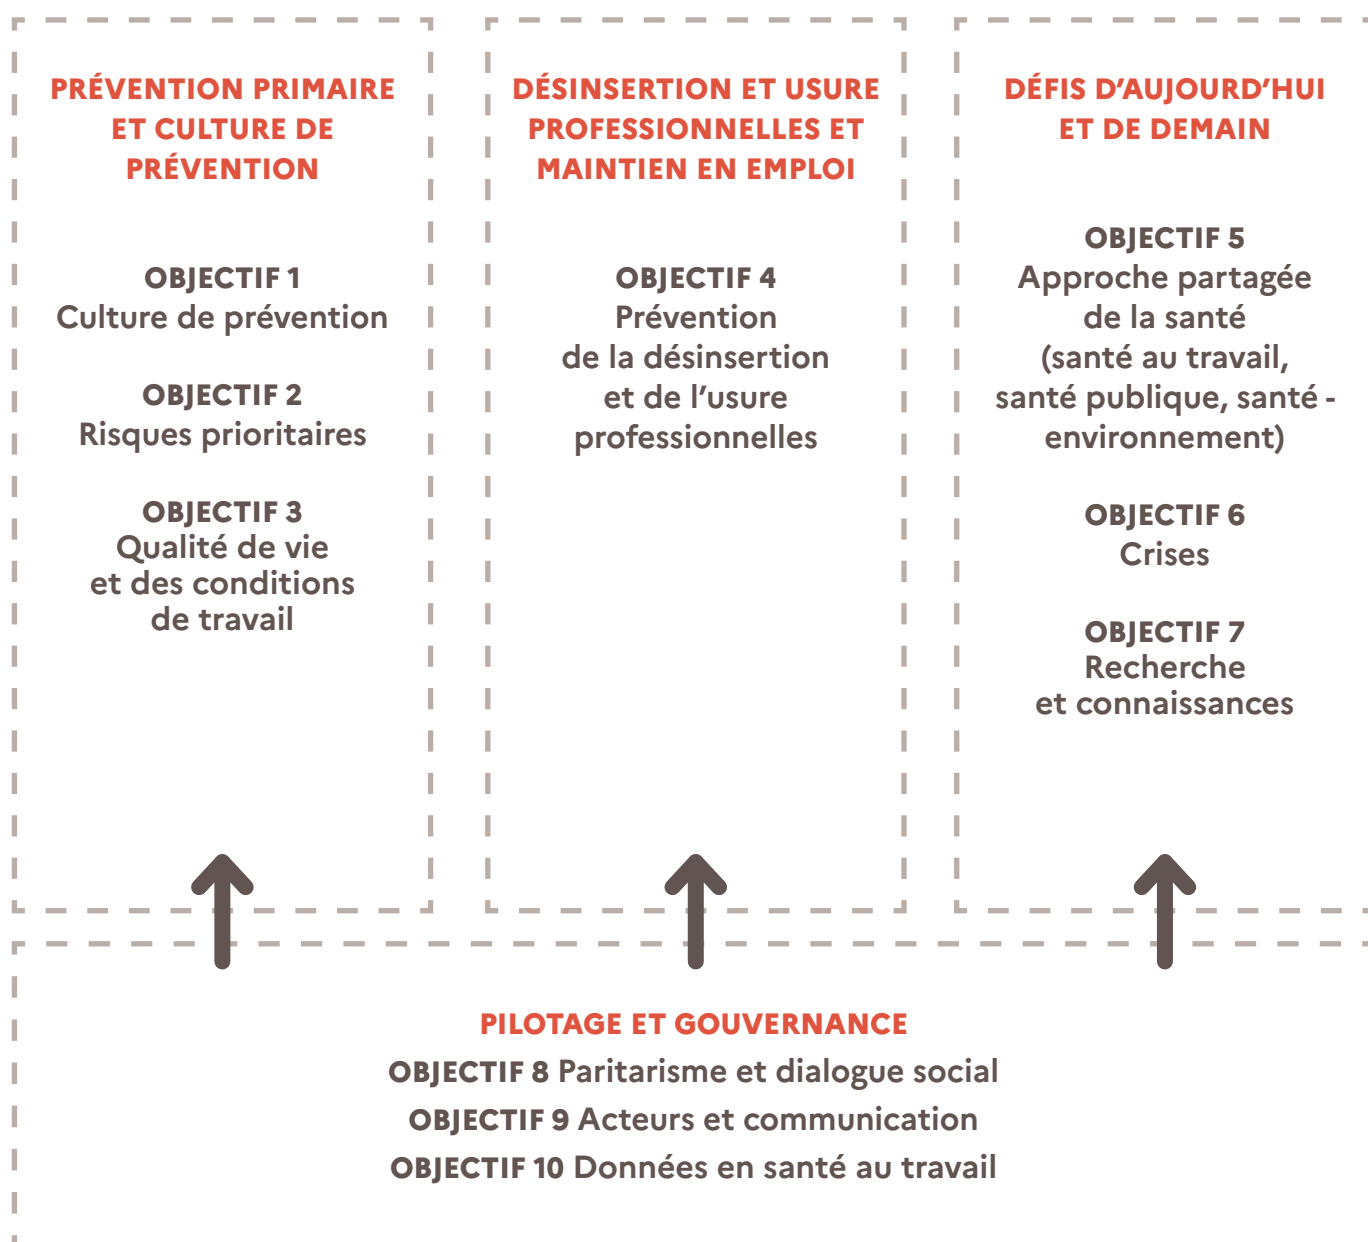 PRÉVENTION PRIMAIRE
ET CULTURE DE
PRÉVENTION
OBJECTIF 1
Culture de prévention
OBJECTIF 2
Risques prioritaires
OBJECTIF 3
Qualité de vie
et des conditions
de travail
DÉSINSERTION ET USURE
PROFESSIONNELLES ET
MAINTIEN EN EMPLOI
OBJECTIF 4
Prévention
de la désinsertion
et de l’usure
professionnelles
DÉFIS D’AUJOURD’HUI
ET DE DEMAIN
OBJECTIF 5
Approche partagée
de la santé
(santé au travail,
santé publique, santé -
environnement)
OBJECTIF 6
Crises
OBJECTIF 7
Recherche
et connaissances
PILOTAGE ET GOUVERNANCE
OBJECTIF 8 Paritarisme et dialogue social
OBJECTIF 9 Acteurs et communication
OBJECTIF 10 Données en santé au travail